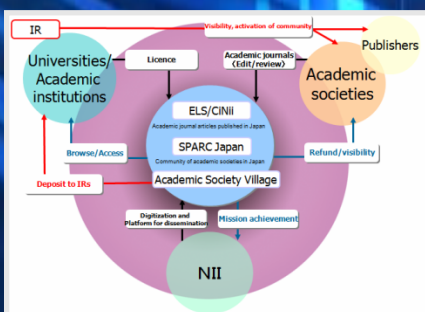 IR
Visibility, activation of community
Publishers
Universities/
Academic
institutions
Licence
Academic journals
(Edit/review)
Academic
societies
ELS/CiNii
Academic journal articles published in Japan
SPARC Japan
Community of academic societies in Japan
Browse/Access
Refund/visibility
Deposit to IRs
Academic Society Village
Digitization and
Platform for dissemination
Mission achievement
NII